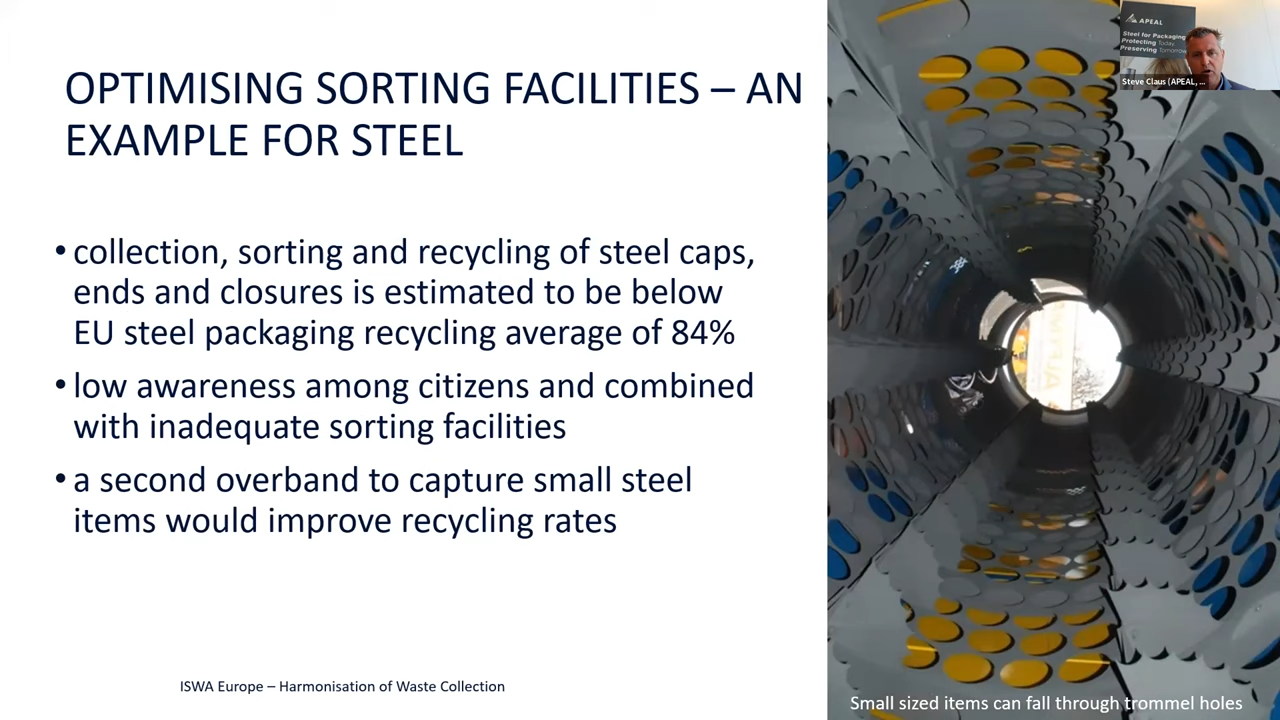 OPTIMISING SORTING FACILITIES – AN
EXAMPLE FOR STEEL
• collection, sorting and recycling of steel caps,
ends and closures is estimated to be below
EU steel packaging recycling average of 84%
• low awareness among citizens and combined
with inadequate sorting facilities
• a second overband to capture small steel
items would improve recycling rates
ISWA Europe – Harmonisation of Waste Collection
APEAL
Steel for Packaging
Protecting Today,
Preserving Tomorrow
Steve Claus (APEAL, ...
Small sized items can fall through trommel holes